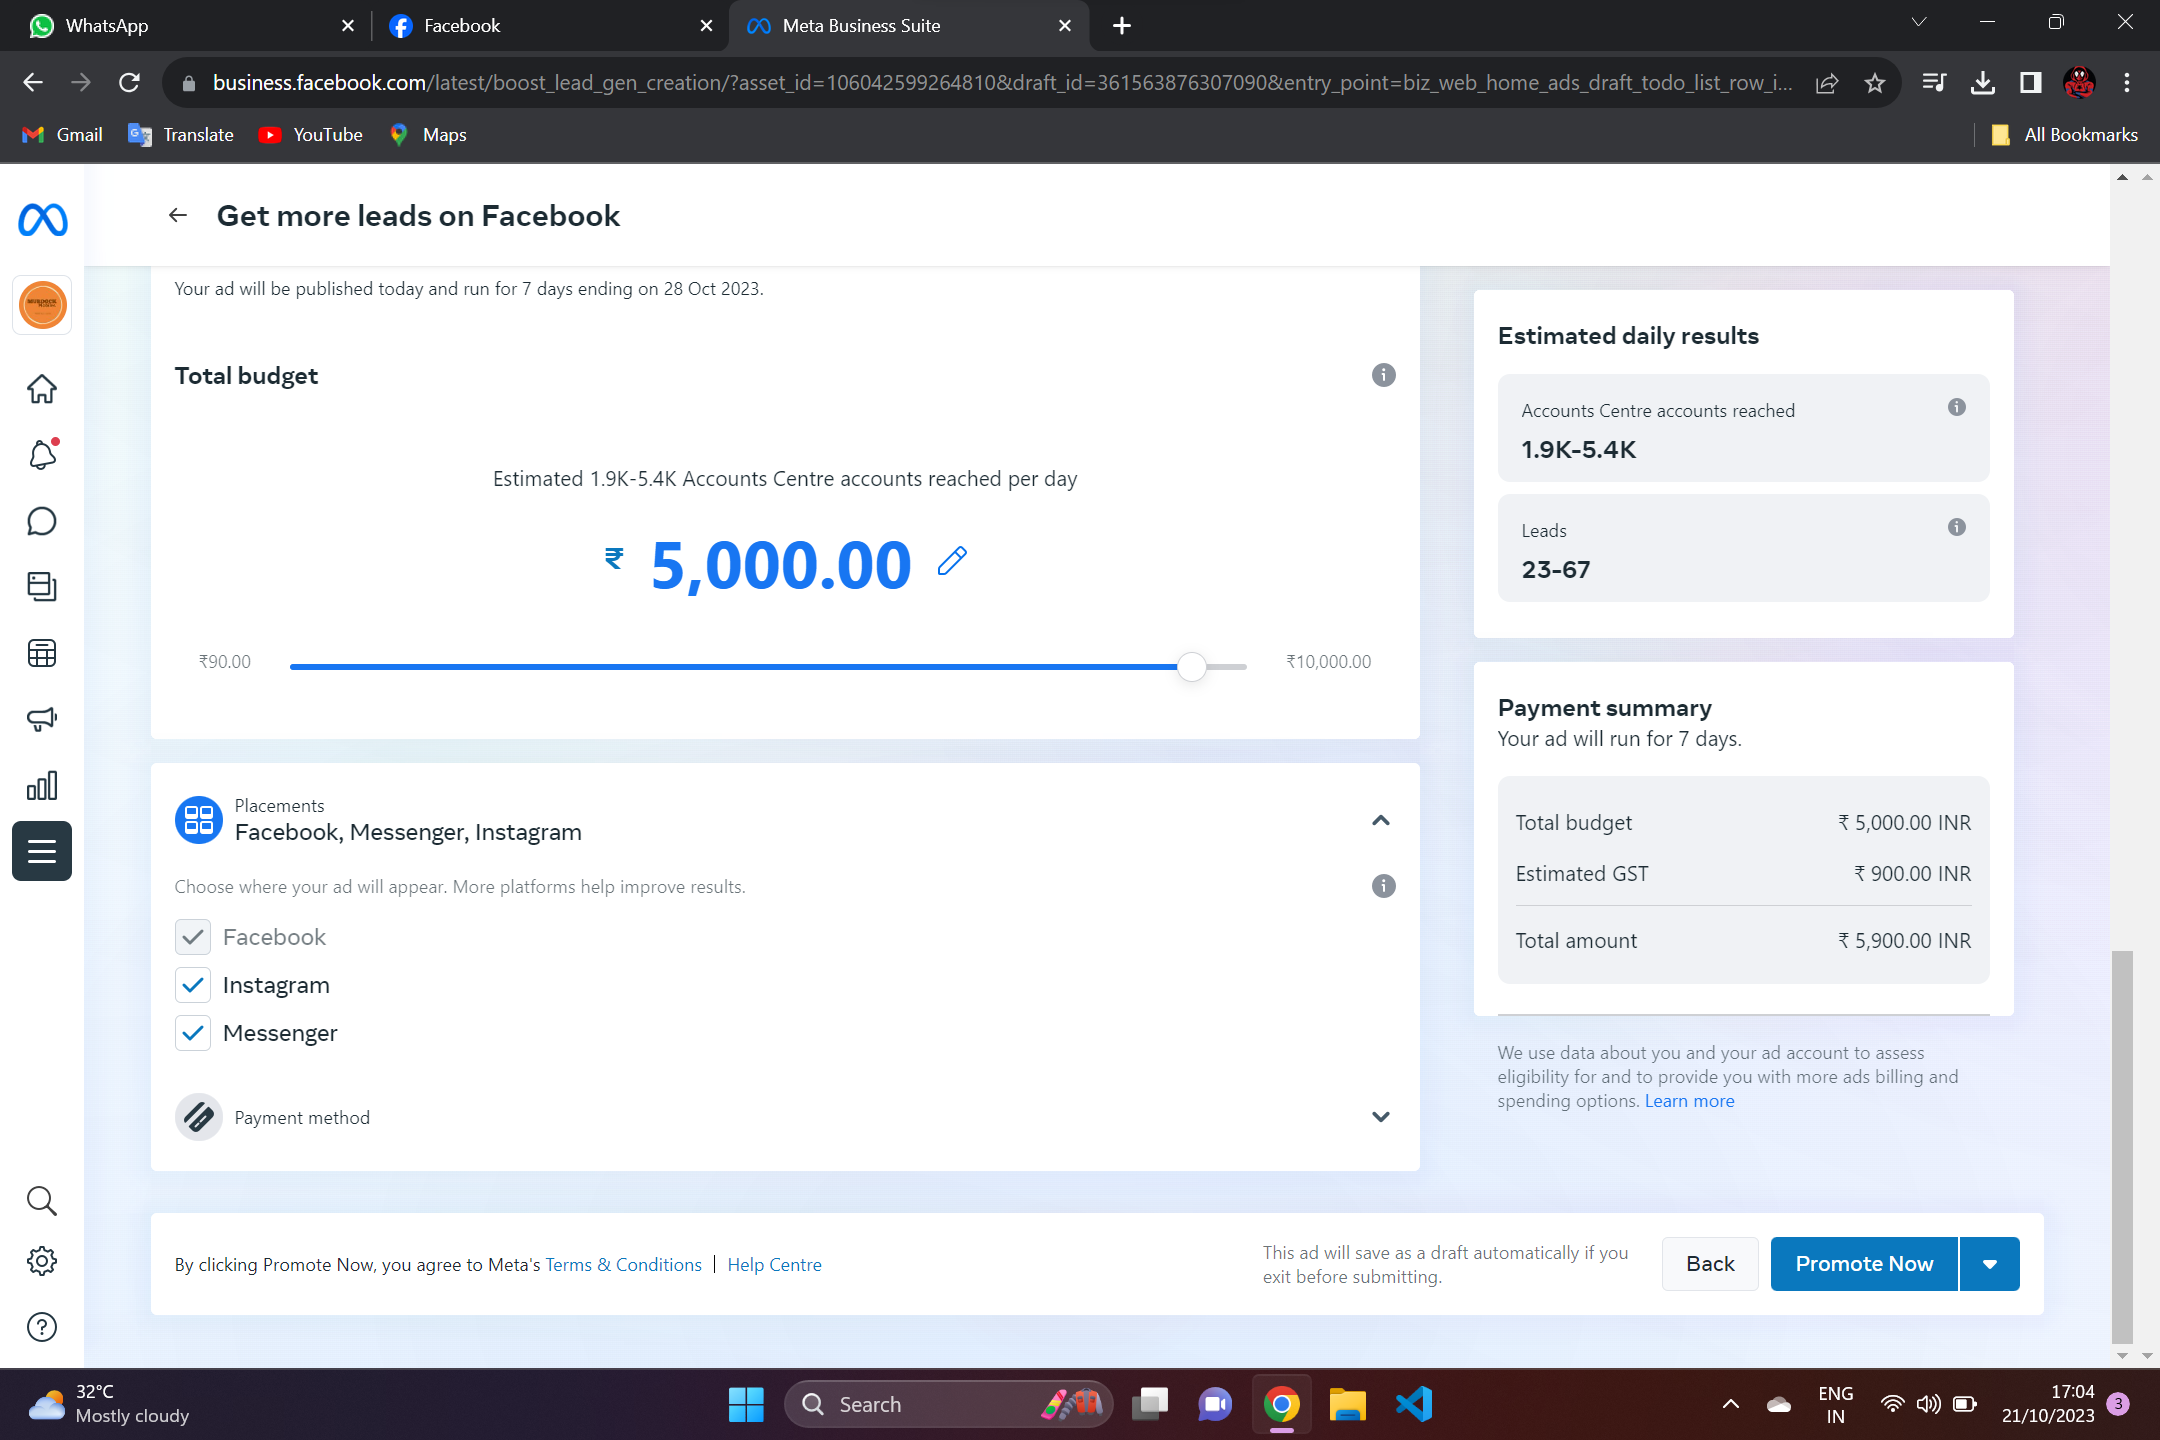 WhatsApp
Facebook
Meta Business Suite
business.facebook.com/latest/boost_lead_gen_creation/?asset_id=106042599264810&draft_id=3615638763070​90&entry_point=biz_web_home_ads_draft_todo_list_row_i...
Gmail
Translate
YouTube
Maps
All Bookmarks
Get more leads on Facebook
Your ad will be published today and run for 7 days ending on 28 Oct 2023.
Total budget
Estimated 1.9K-5.4K Accounts Centre accounts reached per day
₹ 5,000.00
₹90.00
₹10,000.00
Placements
Facebook, Messenger, Instagram
Choose where your ad will appear. More platforms help improve results.
Facebook
Instagram
Messenger
Payment method
Estimated daily results
Accounts Centre accounts reached
1.9K-5.4K
Leads
23-67
Payment summary
Your ad will run for 7 days.
Total budget ₹ 5,000.00 INR
Estimated GST ₹ 900.00 INR
Total amount ₹ 5,900.00 INR
We use data about you and your ad account to assess
eligibility for and to provide you with more ads billing and
spending options. Learn more
By clicking Promote Now, you agree to Meta's Terms & Conditions | Help Centre
This ad will save as a draft automatically if you
exit before submitting.
Back
Promote Now
32°C
Mostly cloudy
Search
ENG
IN
17:04
21/10/2023
3